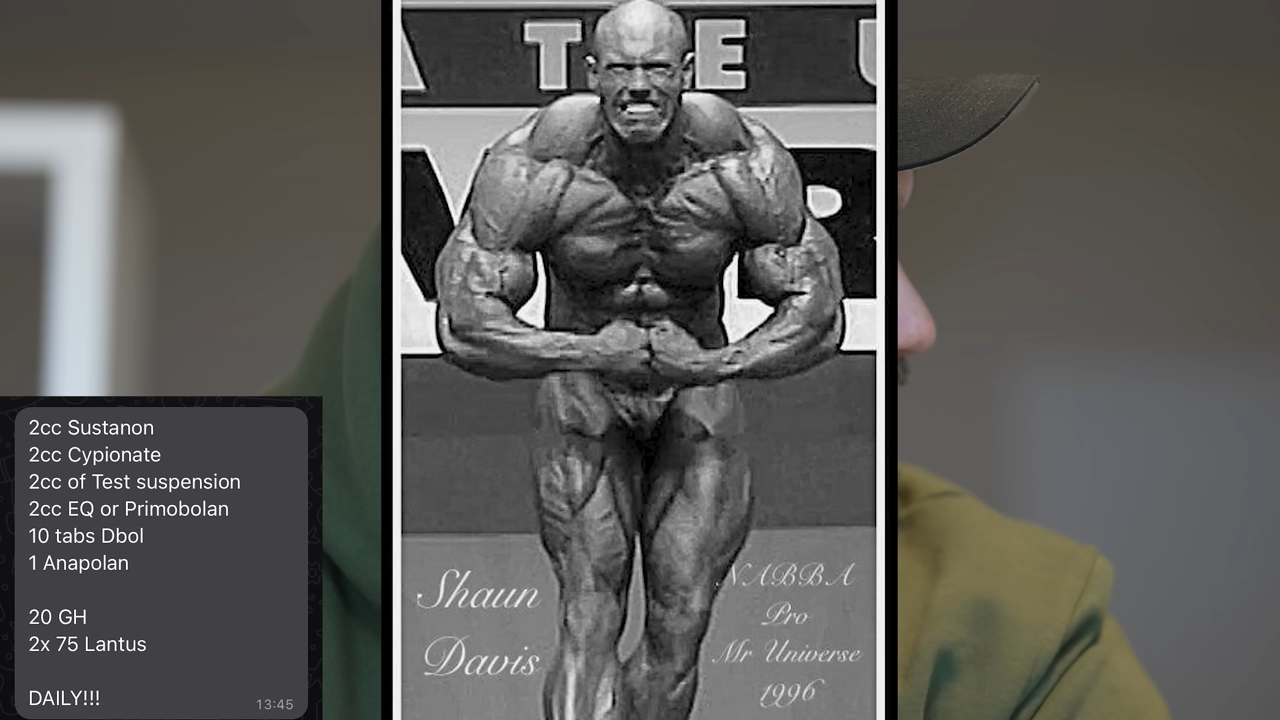 A T E U
2cc Sustanon
2cc Cypionate
2cc of Test suspension
2cc EQ or Primobolan
10 tabs Dbol
1 Anapolan
20 GH
2x 75 Lantus
DAILY!!!
13:45
Shaun
Davis
NABBA
Pro
Mr Universe
1996